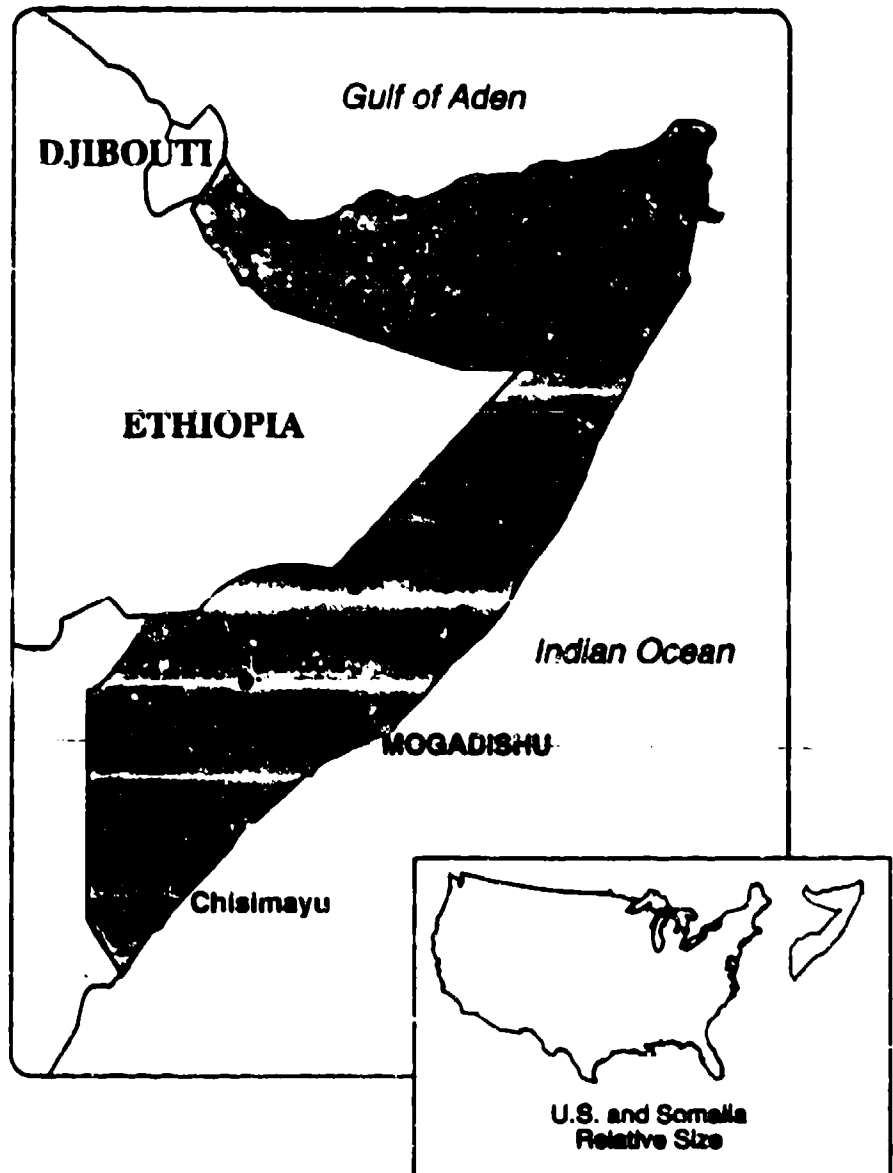 Gulf of Aden
DJIBOUTI
ETHIOPIA
Indian Ocean
MOGADISHU
Chisimayu
U.S. and Somalia
Relative Size